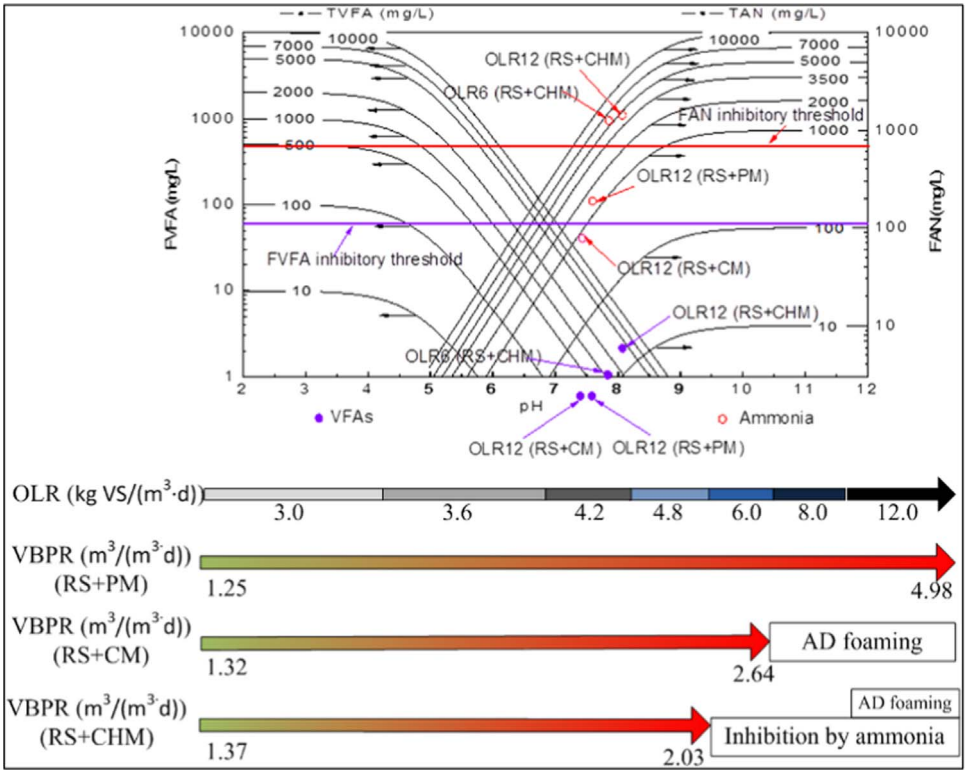 TVFA (mg/L) TAN (mg/L)
10000 10000 10000 10000
7000 7000
5000 5000
3500
2000 2000
1000 1000 1000 1000
500
100 100 100 100
10 10 10 10
1
OLR12 (RS+CHM)
OLR6 (RS+CHM)
FAN inhibitory threshold
OLR12 (RS+PM)
FVFA inhibitory threshold
OLR12 (RS+CM)
OLR12 (RS+CHM)
OLR6 (RS+CHM)
FVFA(mg/L)
FAN(mg/L)
2 3 4 5 6 7 8 9 10 11 12
pH
VFAs Ammonia
OLR12 (RS+CM) OLR12 (RS+PM)
OLR (kg VS/(m³·d))
3.0 3.6 4.2 4.8 6.0 8.0 12.0
VBPR (m³/(m³·d))
(RS+PM)
1.25 4.98
VBPR (m³/(m³·d))
(RS+CM)
1.32 2.64
AD foaming
VBPR (m³/(m³·d))
(RS+CHM)
1.37 2.03
AD foaming
Inhibition by ammonia